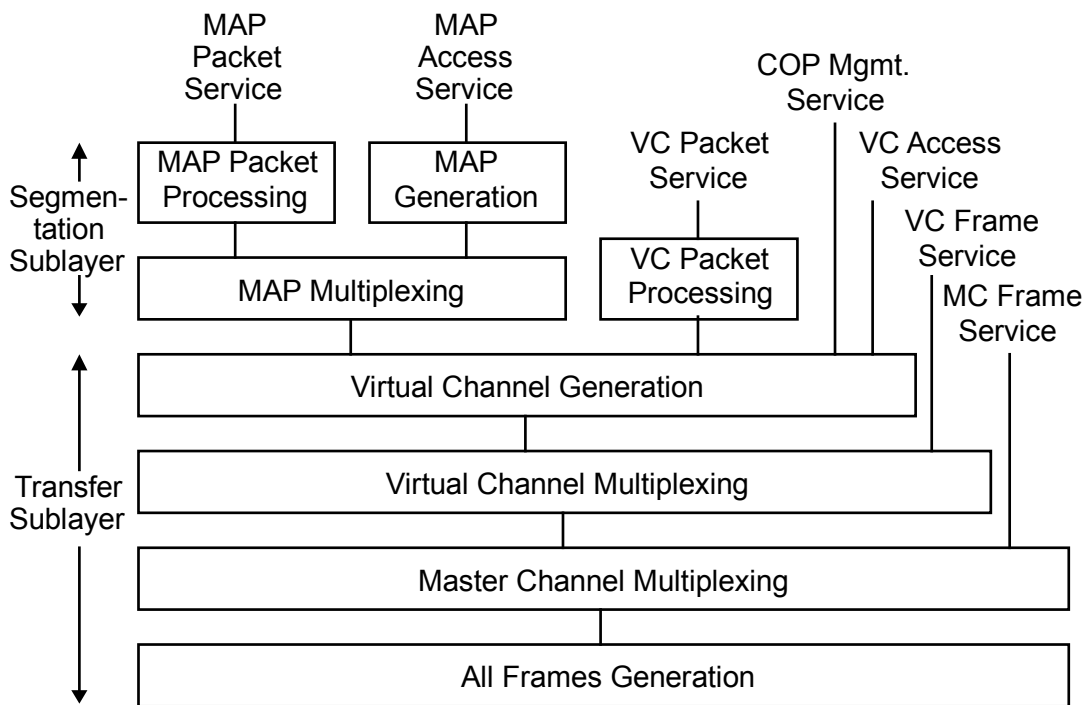 MAP
Packet
Service
MAP
Access
Service
COP Mgmt.
Service
VC Packet
Service
VC Access
Service
VC Frame
Service
MC Frame
Service
Segmen-
tation
Sublayer
MAP Packet
Processing
MAP
Generation
VC Packet
Processing
MAP Multiplexing
Transfer
Sublayer
Virtual Channel Generation
Virtual Channel Multiplexing
Master Channel Multiplexing
All Frames Generation